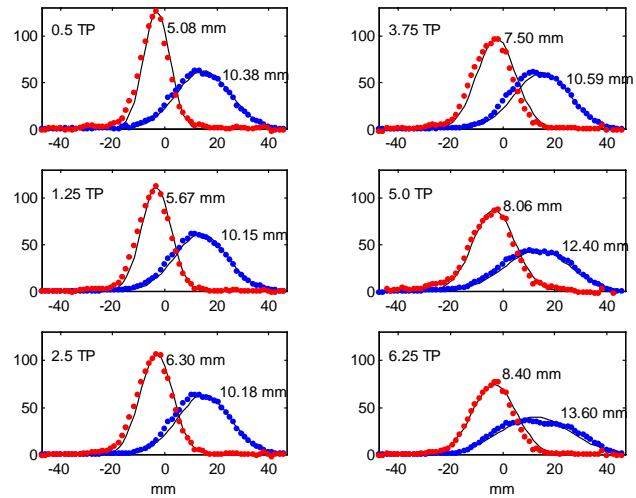 0.5 TP
5.08 mm
10.38 mm
100
50
0
-40 -20 0 20 40
3.75 TP
7.50 mm
10.59 mm
100
50
0
-40 -20 0 20 40
1.25 TP
5.67 mm
10.15 mm
100
50
0
-40 -20 0 20 40
5.0 TP
8.06 mm
12.40 mm
100
50
0
-40 -20 0 20 40
2.5 TP
6.30 mm
10.18 mm
100
50
0
-40 -20 0 20 40
mm
6.25 TP
8.40 mm
13.60 mm
100
50
0
-40 -20 0 20 40
mm